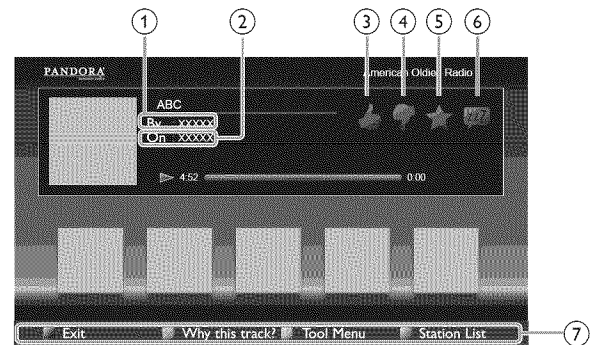 1 2 3 4 5 6
PANDORA
American Oldies Radio
ABC
By xxxxx
On xxxxx
4:52 0:00
Exit Why this track? Tool Menu Station List 7